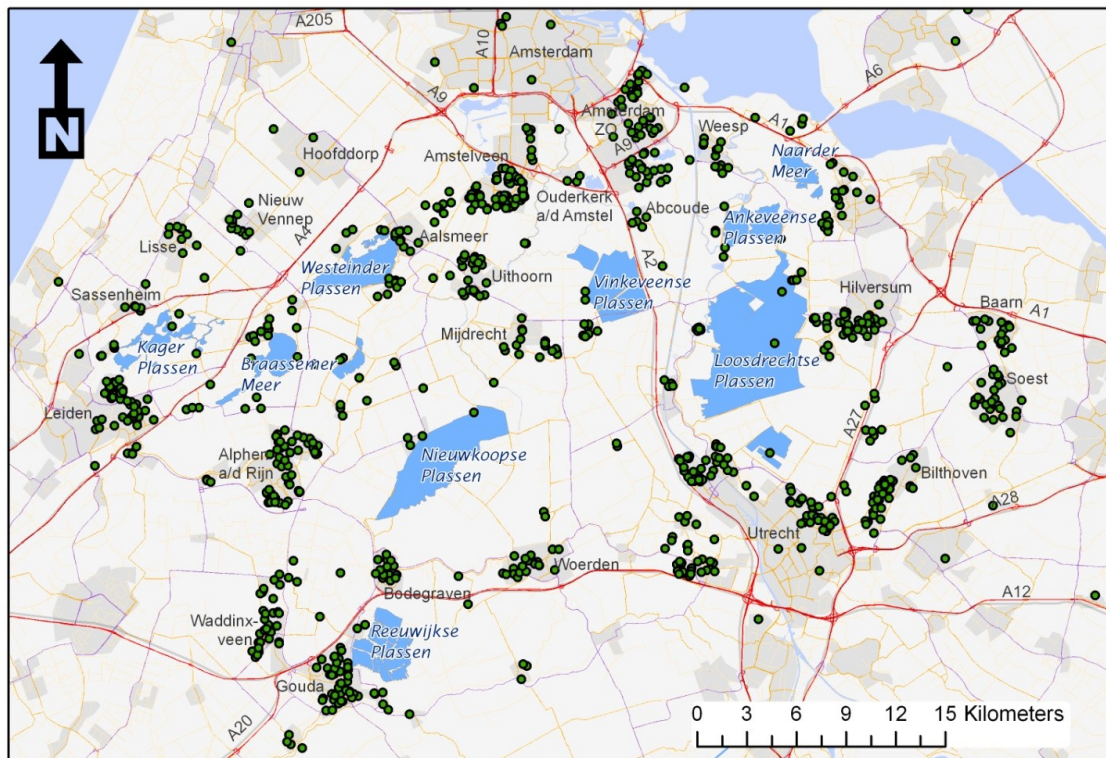 A205
A10
Amsterdam
N
A9
A6
Hoofddorp
Amsterdam
ZO
A9
Weesp
A1
Naarder
Meer
Amstelveen
Ouderkerk
a/d Amstel
Abcoude
Ankeveense
Plassen
Nieuw
Vennep
Lisse
A4
Aalsmeer
Westeinder
Plassen
Uithoorn
A2
Vinkeveense
Plassen
Hilversum
Baarn
A1
Sassenheim
Kager
Plassen
Braassemer
Meer
Mijdrecht
Loosdrechtse
Plassen
Soest
Leiden
A27
Alphen
a/d Rijn
Nieuwkoopse
Plassen
Bilthoven
A28
Utrecht
Woerden
Bodegraven
A12
Waddinx-
veen
Reeuwijkse
Plassen
Gouda
A20
0 3 6 9 12 15 Kilometers